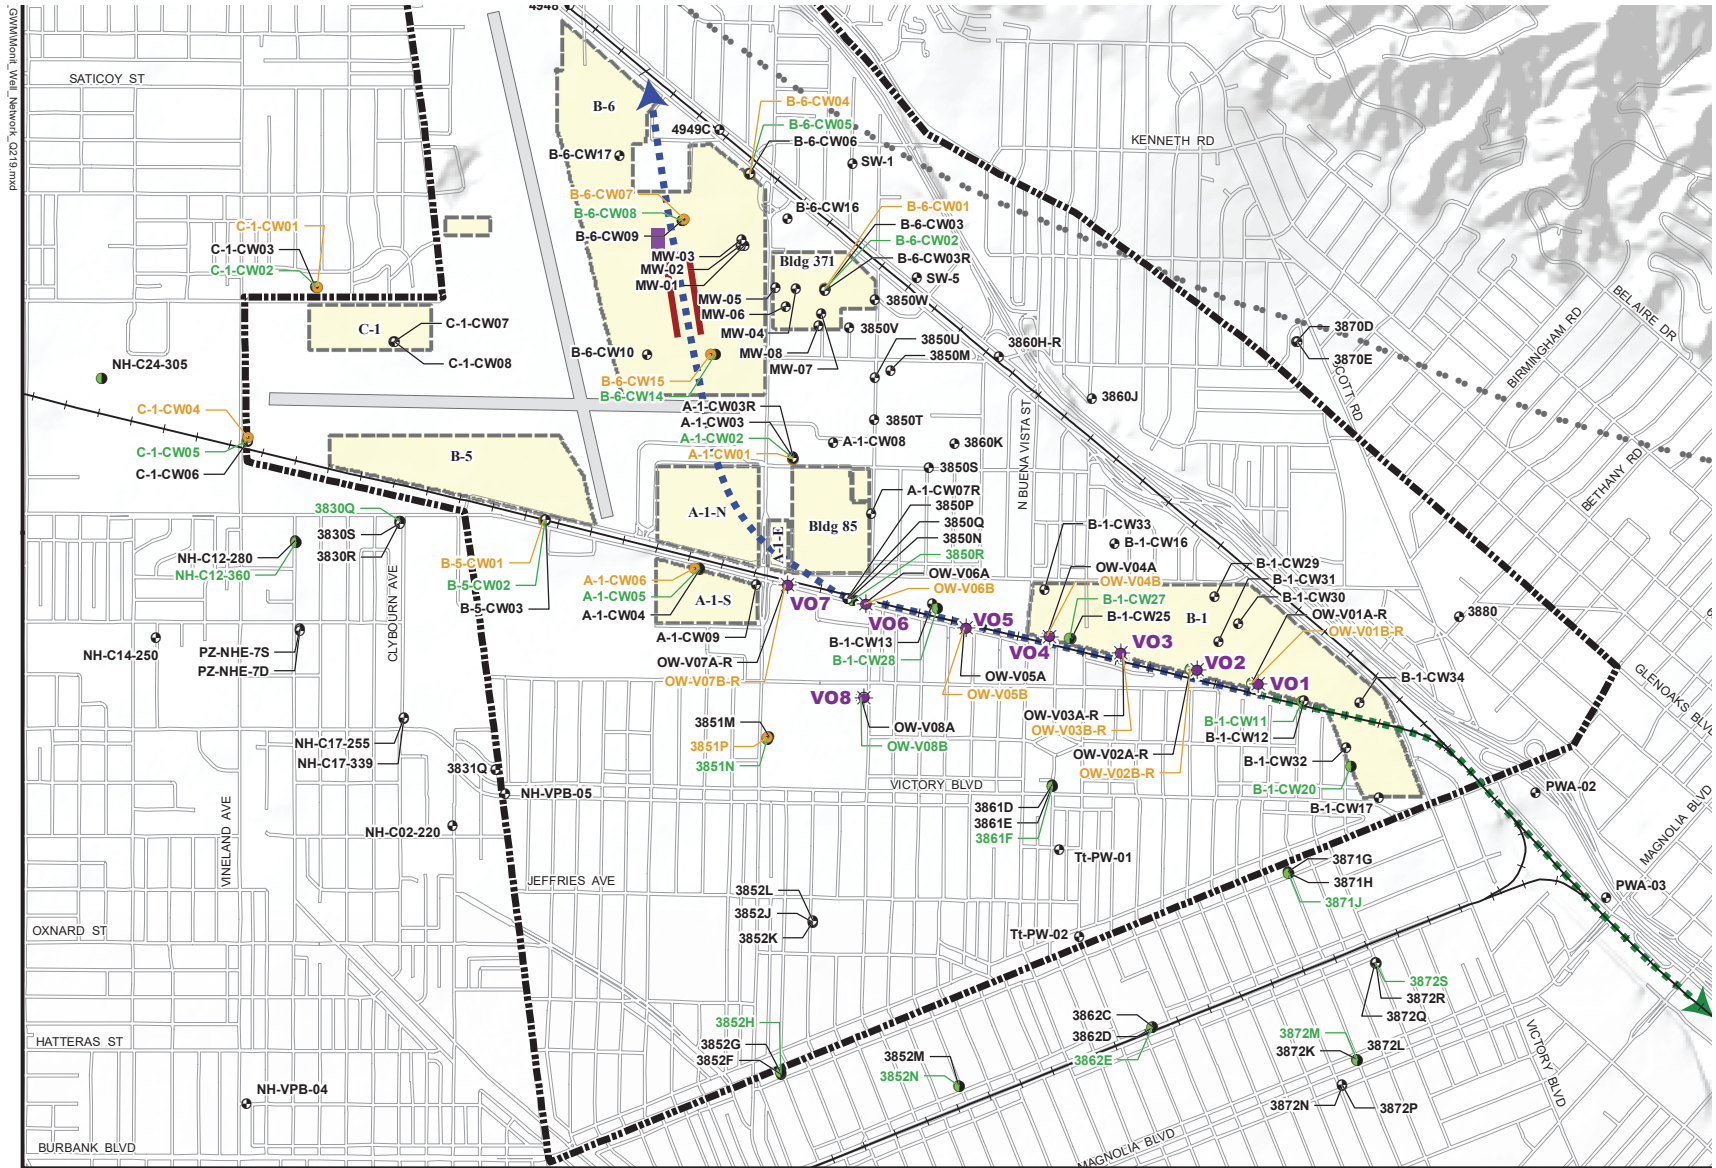 _GWM\Monit_Well_Network_Q219.mxd
4948
SATICOY ST
B-6
B-6-CW04
B-6-CW05
4949C
B-6-CW06
KENNETH RD
B-6-CW17
SW-1
B-6-CW07
B-6-CW08
B-6-CW16
B-6-CW01
B-6-CW03
B-6-CW02
B-6-CW09
C-1-CW01
C-1-CW03
C-1-CW02
MW-03
MW-02
MW-01
Bldg 371
B-6-CW03R
SW-5
MW-05
MW-06
MW-04
3850W
3850V
BELAIRE DR
BIRMINGHAM RD
C-1
C-1-CW07
C-1-CW08
3870D
3870E
3850U
3850M
3860H-R
MW-08
MW-07
B-6-CW10
B-6-CW15
B-6-CW14
NH-C24-305
SCOTT RD
3860J
C-1-CW04
C-1-CW05
C-1-CW06
A-1-CW03R
A-1-CW03
A-1-CW02
A-1-CW01
3850T
A-1-CW08
3860K
N BUENA VISTA ST
3850S
BETHANY RD
B-5
A-1-CW07R
3850P
3850Q
3850N
3850R
A-1-N
A-1-E
Bldg 85
3830Q
3830S
3830R
B-1-CW33
B-1-CW16
NH-C12-280
NH-C12-360
B-5-CW01
B-5-CW02
B-5-CW03
A-1-CW06
A-1-CW05
A-1-CW04
A-1-S
OW-V06A
OW-V06B
OW-V04A
OW-V04B
B-1-CW29
B-1-CW31
B-1-CW30
VO7
VO6
VO5
B-1-CW27
B-1-CW25
B-1
OW-V01A-R
OW-V01B-R
3880
CLYBOURN AVE
NH-C14-250
PZ-NHE-7S
PZ-NHE-7D
A-1-CW09
B-1-CW13
B-1-CW28
VO4
VO3
VO2
VO1
OW-V07A-R
OW-V07B-R
OW-V05A
OW-V05B
B-1-CW34
GLENOAKS BLVD
VO8
OW-V08A
OW-V08B
OW-V03A-R
OW-V03B-R
B-1-CW11
B-1-CW12
3851M
3851P
3851N
OW-V02A-R
OW-V02B-R
NH-C17-255
NH-C17-339
3831Q
B-1-CW32
B-1-CW20
B-1-CW17
VICTORY BLVD
NH-VPB-05
PWA-02
3861D
3861E
3861F
NH-C02-220
VINELAND AVE
MAGNOLIA BLVD
Tt-PW-01
3871G
3871H
3871J
JEFFRIES AVE
3852L
3852J
3852K
PWA-03
OXNARD ST
Tt-PW-02
3872S
3872R
3872Q
3852H
3852G
3852F
3862C
3862D
3862E
HATTERAS ST
3852M
3852N
3872M
3872L
3872K
VICTORY BLVD
NH-VPB-04
3872N
3872P
BURBANK BLVD
MAGNOLIA BLVD